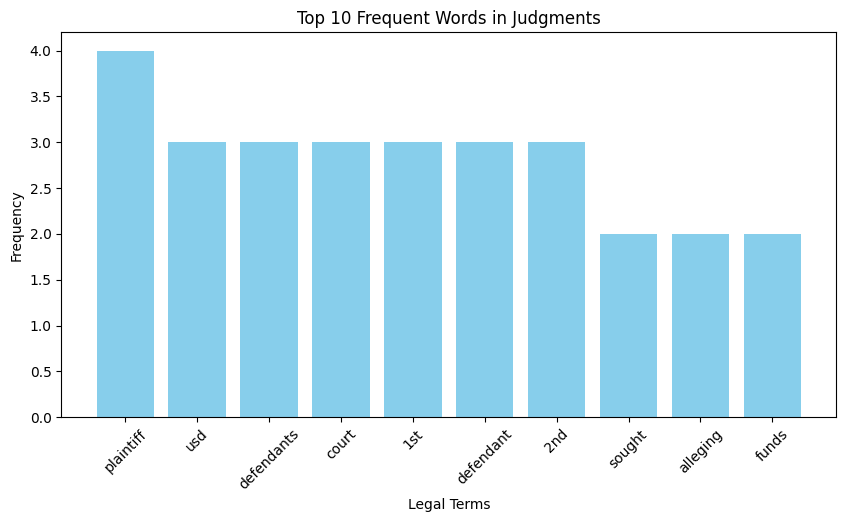 Top 10 Frequent Words in Judgments
Frequency
4.0
3.5
3.0
2.5
2.0
1.5
1.0
0.5
0.0
plaintiff
usd
defendants
court
1st
defendant
2nd
sought
alleging
funds
Legal Terms